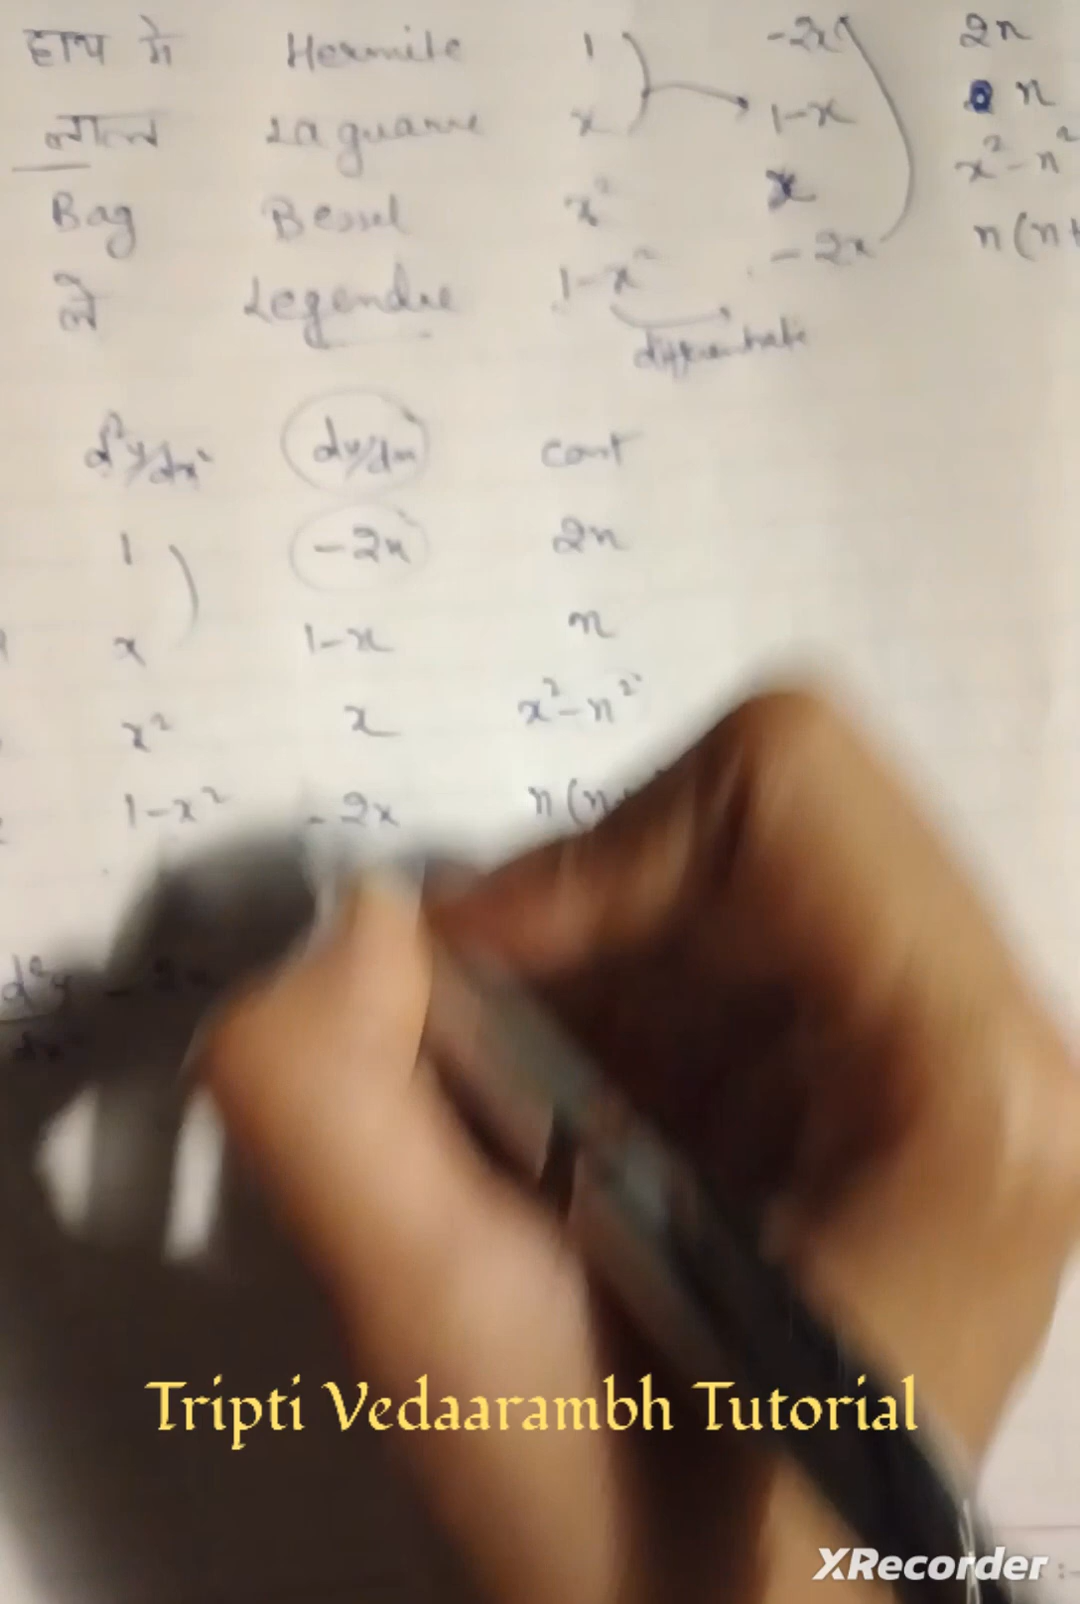 हाथ मे Hermite 1 -2x 2n
लाल Laguarre x 1-x n
Bag Bessel x² x x²-n²
ले Legendre 1-x² -2x n(n+
differentiate
d²y/dx² dy/dx const
1 -2x 2n
x 1-x n
x² x x²-n²
1-x² -2x n(n+
d²y
Tripti Vedaarambh Tutorial
XRecorder